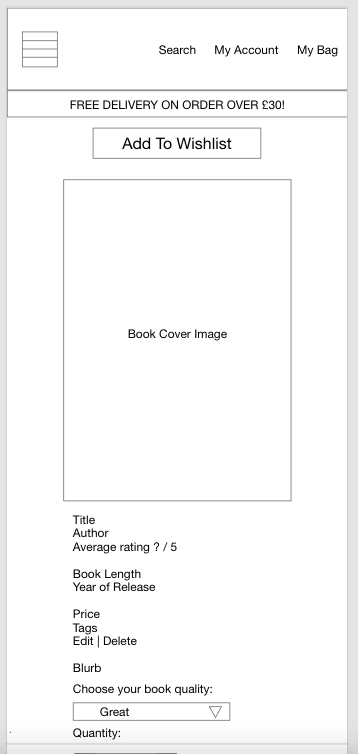 Search My Account My Bag
FREE DELIVERY ON ORDER OVER £30!
Add To Wishlist
Book Cover Image
Title
Author
Average rating ? / 5
Book Length
Year of Release
Price
Tags
Edit | Delete
Blurb
Choose your book quality:
Great
Quantity: